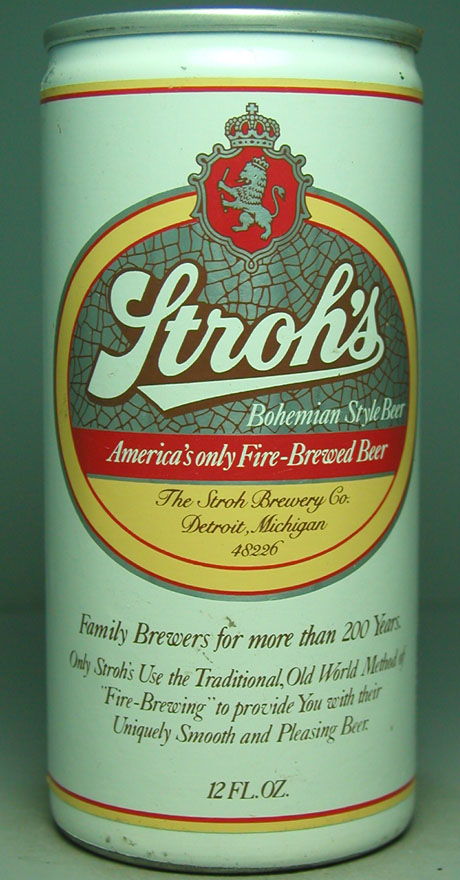 Stroh's
Bohemian Style Beer
America's only Fire-Brewed Beer
The Stroh Brewery Co.
Detroit, Michigan
48226
Family Brewers for more than 200 Years.
Only Stroh's Use the Traditional, Old World Method of
"Fire-Brewing" to provide You with their
Uniquely Smooth and Pleasing Beer.
12 FL. OZ.